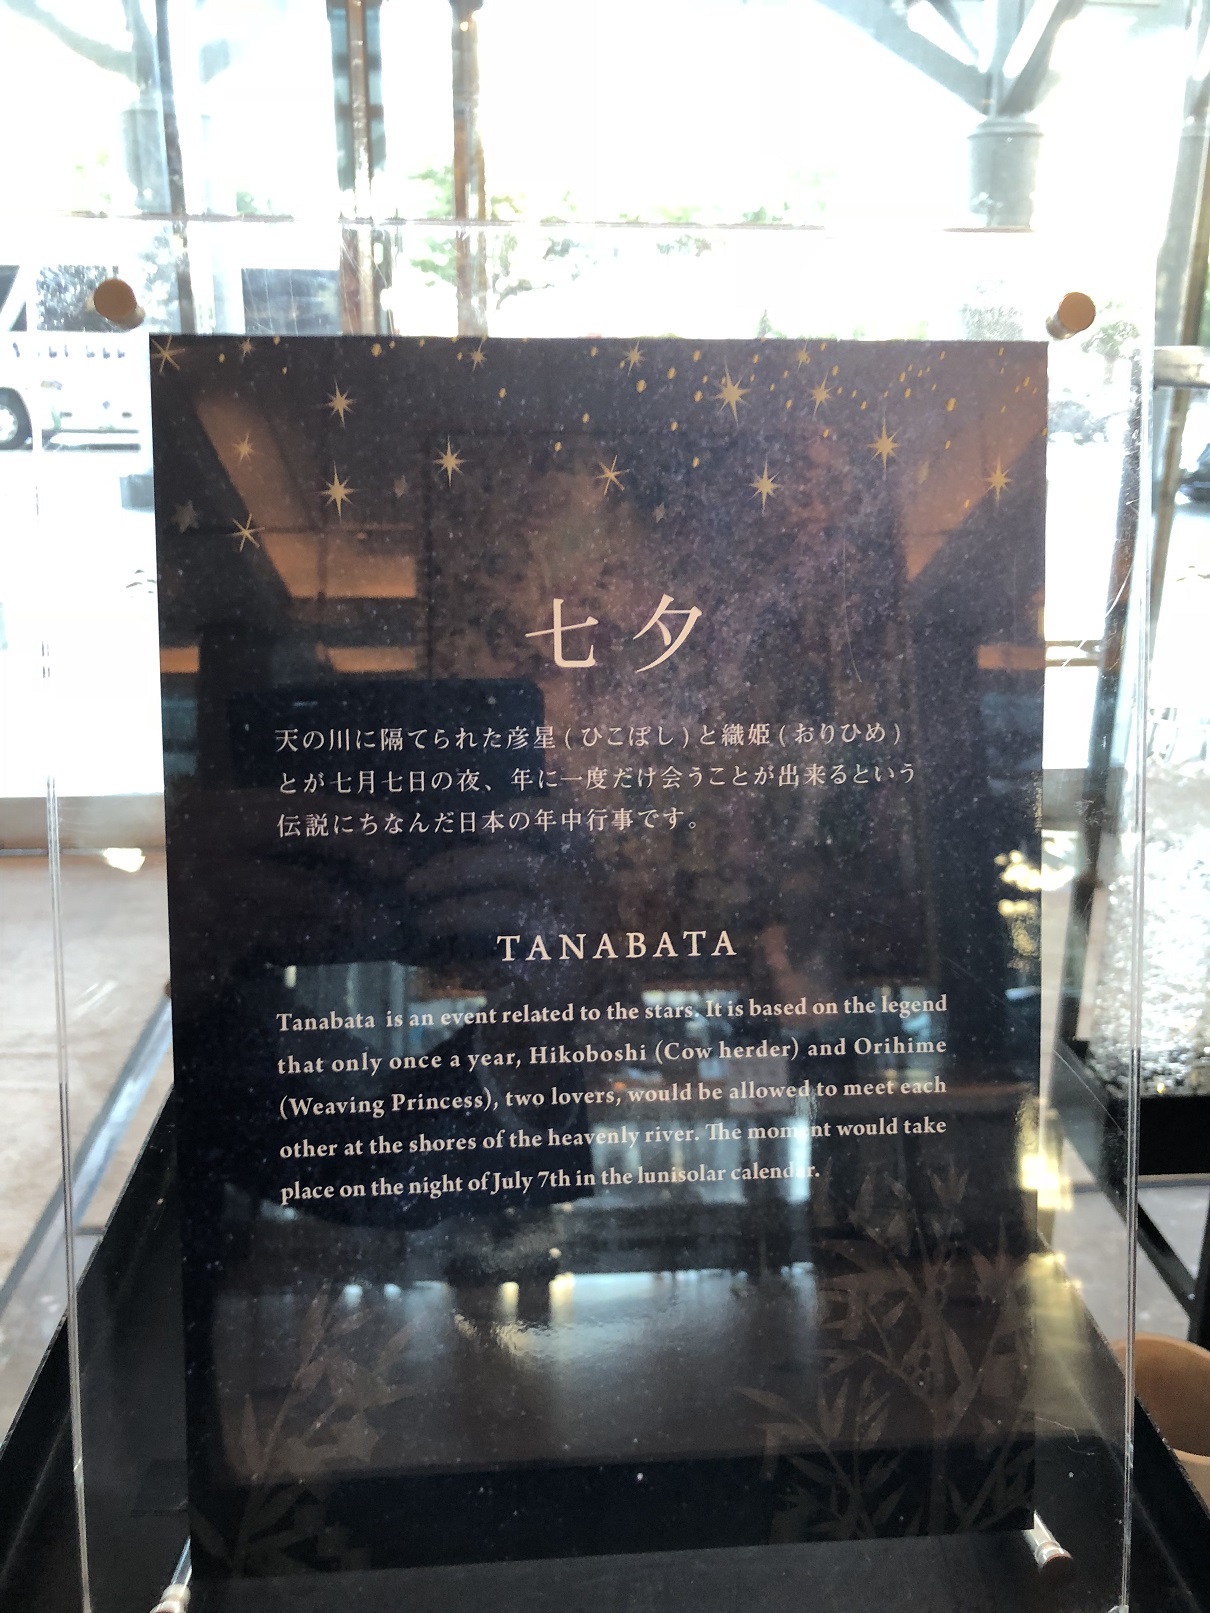 七夕
天の川に隔てられた彦星(ひこぼし)と織姫(おりひめ)
とが七月七日の夜、年に一度だけ会うことが出来るという
伝説にちなんだ日本の年中行事です。
TANABATA
Tanabata is an event related to the stars. It is based on the legend
that only once a year, Hikoboshi (Cow herder) and Orihime
(Weaving Princess), two lovers, would be allowed to meet each
other at the shores of the heavenly river. The moment would take
place on the night of July 7th in the lunisolar calendar.